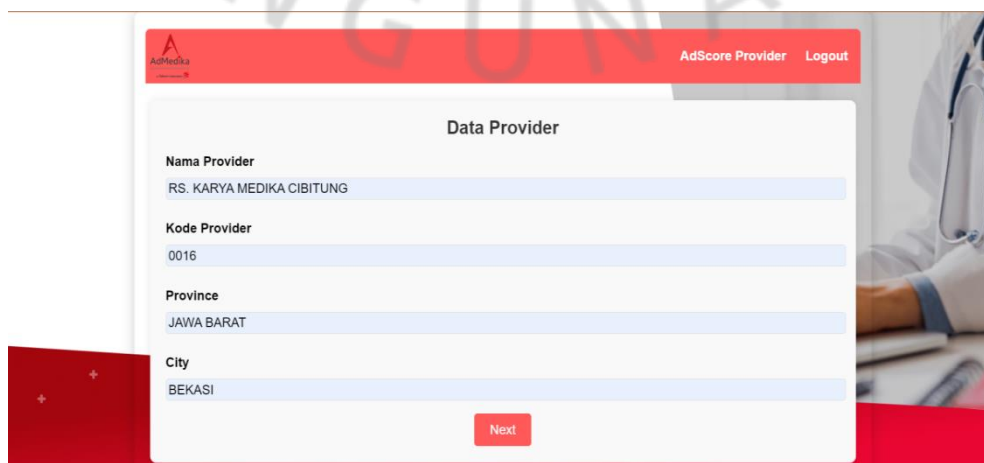 GUNA
AdMedika
AdScore Provider Logout
Data Provider
Nama Provider
RS. KARYA MEDIKA CIBITUNG
Kode Provider
0016
Province
JAWA BARAT
City
BEKASI
Next